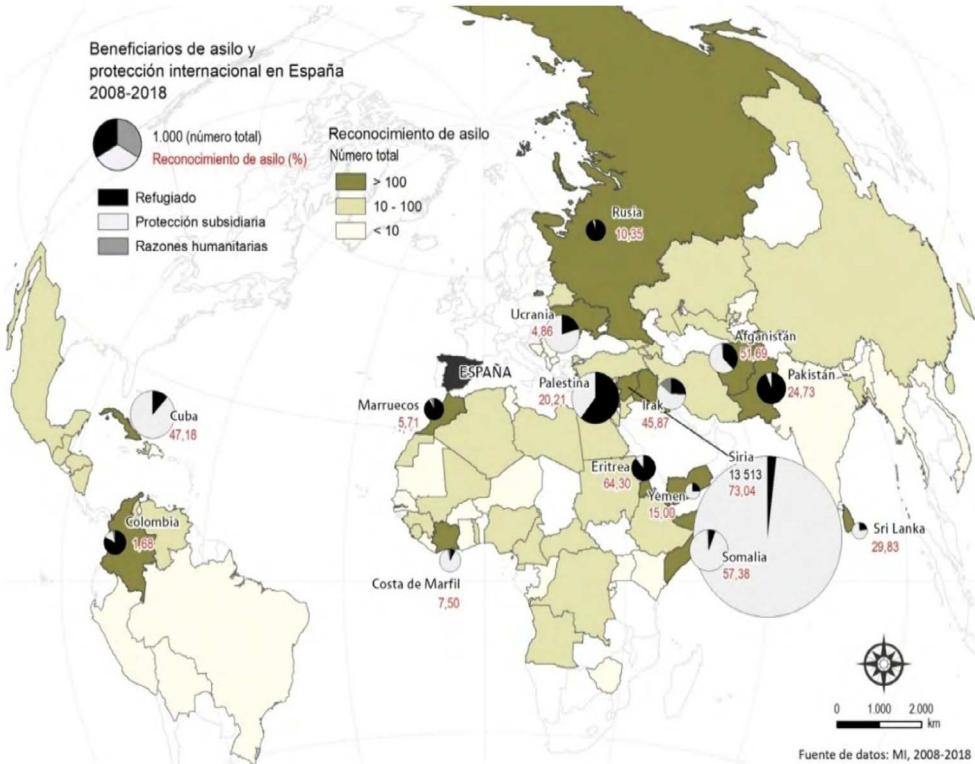 Beneficiarios de asilo y
protección internacional en España
2008-2018
1.000 (número total)
Reconocimiento de asilo (%)
Refugiado
Protección subsidiaria
Razones humanitarias
Reconocimiento de asilo
Número total
> 100
10 - 100
< 10
Rusia
10,35
Ucrania
4,86
Afganistán
51,69
ESPAÑA
Palestina
20,21
Irak
45,87
Pakistán
24,73
Marruecos
5,71
Cuba
47,18
Siria
13 513
73,04
Eritrea
64,30
Yemen
15,00
Colombia
1,68
Sri Lanka
29,83
Somalia
57,38
Costa de Marfil
7,50
0 1.000 2.000
km
Fuente de datos: MI, 2008-2018